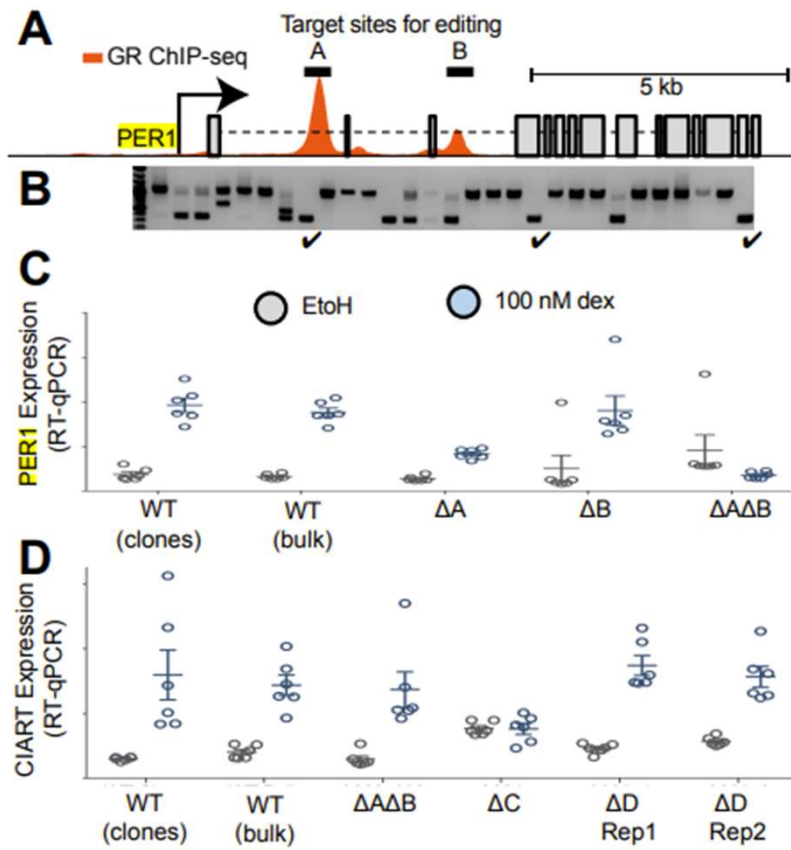 A
Target sites for editing
GR ChIP-seq
A
B
5 kb
PER1
B
C
EtoH
100 nM dex
PER1 Expression
(RT-qPCR)
WT
(clones)
WT
(bulk)
ΔA
ΔB
ΔAΔB
D
CIART Expression
(RT-qPCR)
WT
(clones)
WT
(bulk)
ΔAΔB
ΔC
ΔD
Rep1
ΔD
Rep2